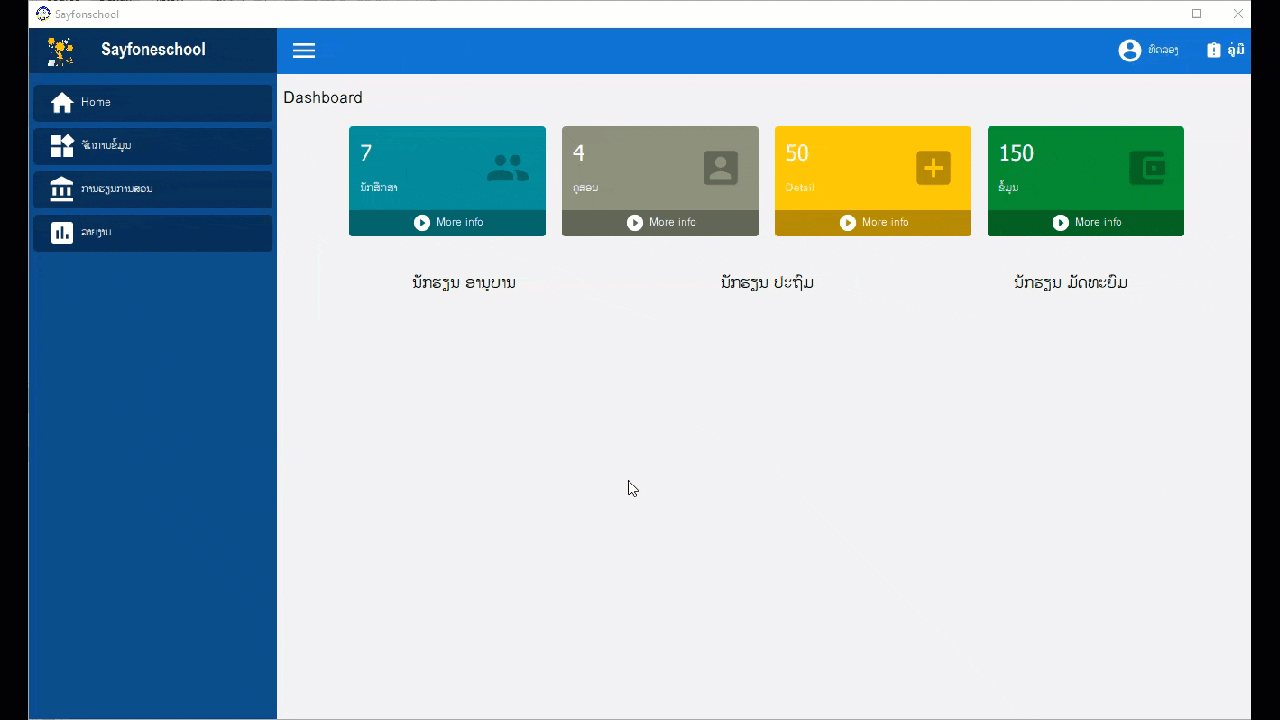 Sayfonschool
Sayfoneschool
ທົດລອງ
ຄູ່ມື
Home
ຈັດການຂໍ້ມູນ
ການຮຽນການສອນ
ລາຍງານ
Dashboard
7
ນັກສຶກສາ
More info
4
ຄູສອນ
More info
50
Detail
More info
150
ຂໍ້ມູນ
More info
ນັກຮຽນ ອານຸບານ
ນັກຮຽນ ປະຖົມ
ນັກຮຽນ ມັດທະຍົມ